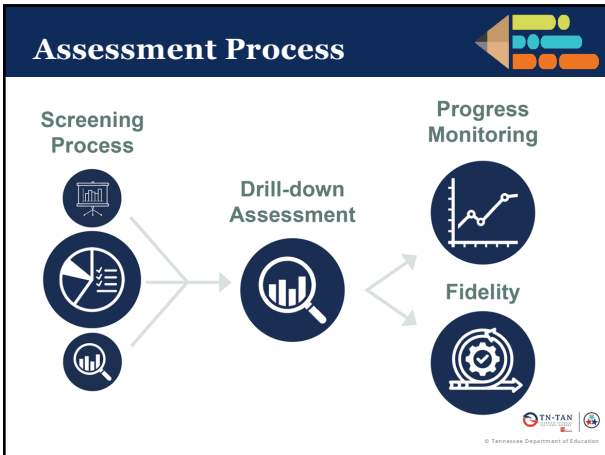 Assessment Process
Screening
Process
Drill-down
Assessment
Progress
Monitoring
Fidelity
TN-TAN
© Tennessee Department of Education